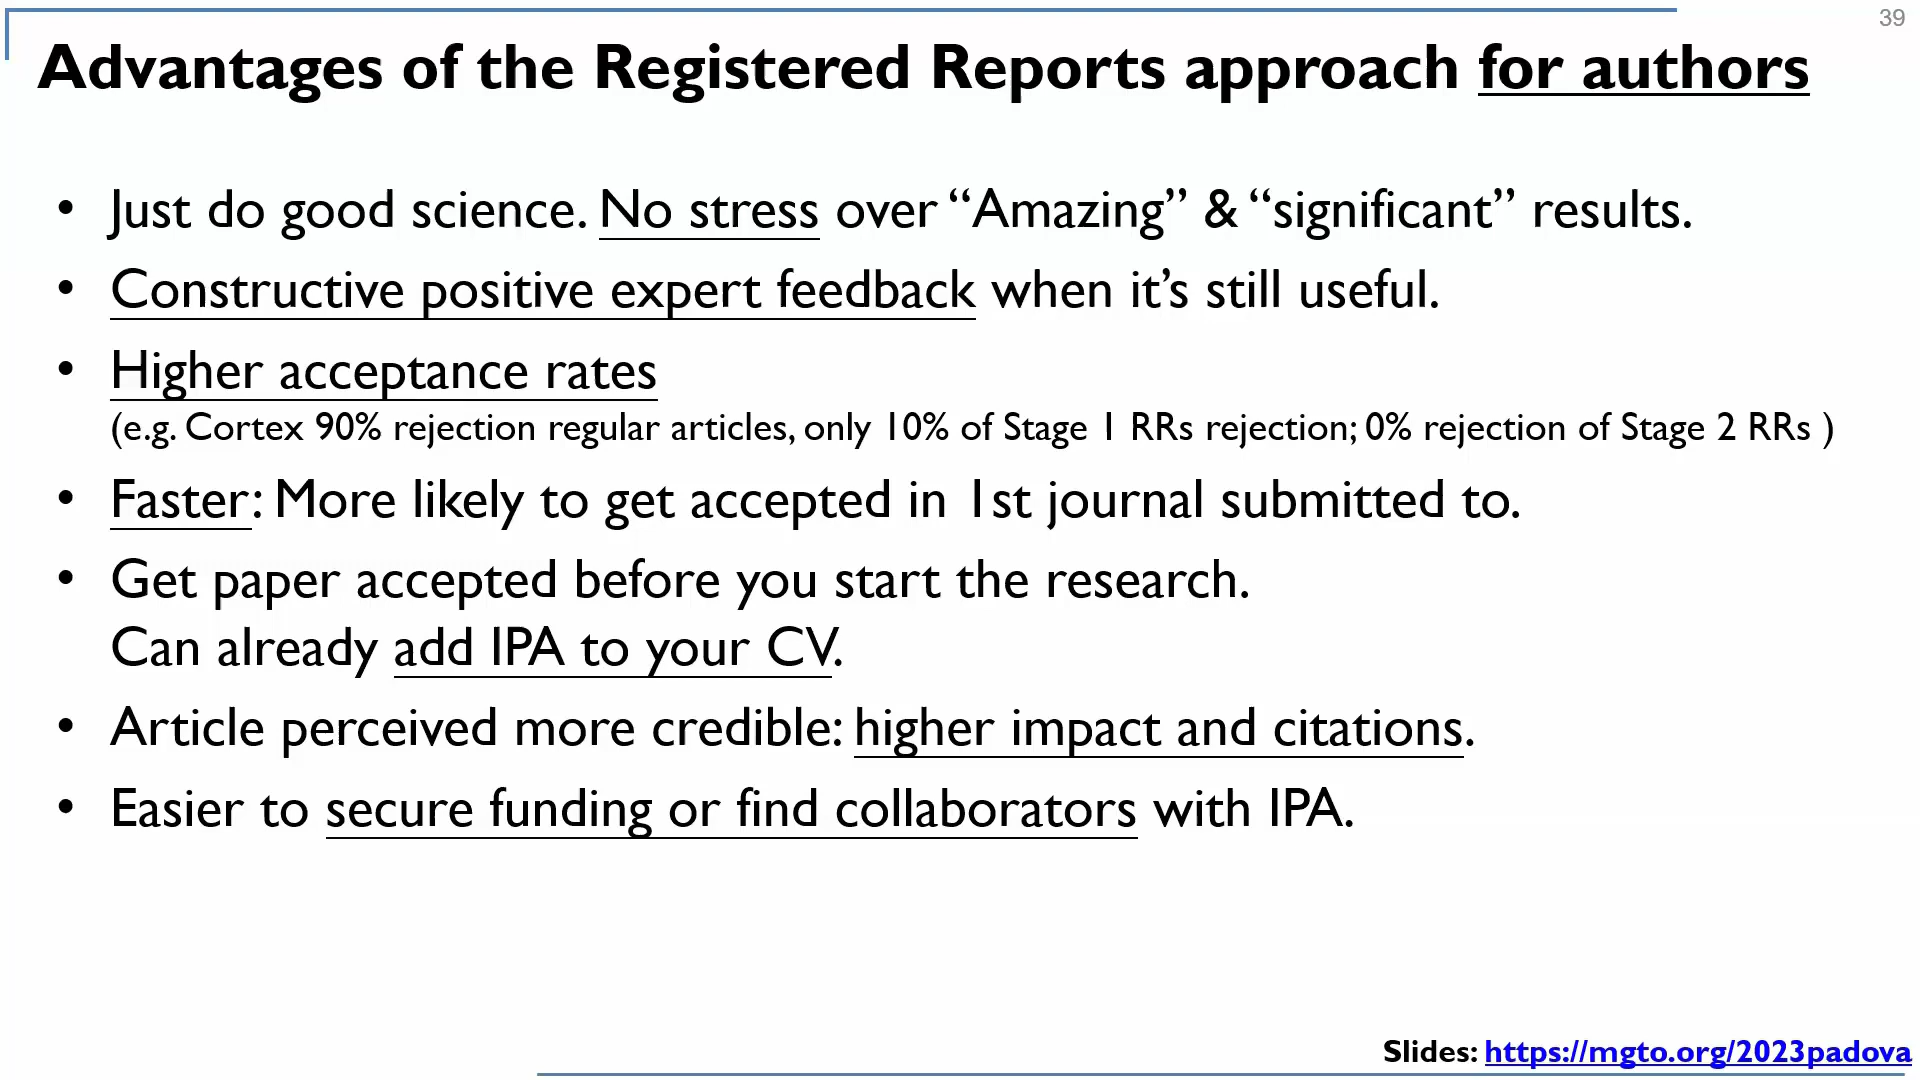 39
Advantages of the Registered Reports approach for authors
• Just do good science. No stress over “Amazing” & “significant” results.
• Constructive positive expert feedback when it’s still useful.
• Higher acceptance rates
(e.g. Cortex 90% rejection regular articles, only 10% of Stage 1 RRs rejection; 0% rejection of Stage 2 RRs )
• Faster: More likely to get accepted in 1st journal submitted to.
• Get paper accepted before you start the research.
Can already add IPA to your CV.
• Article perceived more credible: higher impact and citations.
• Easier to secure funding or find collaborators with IPA.
Slides: https://mgto.org/2023padova